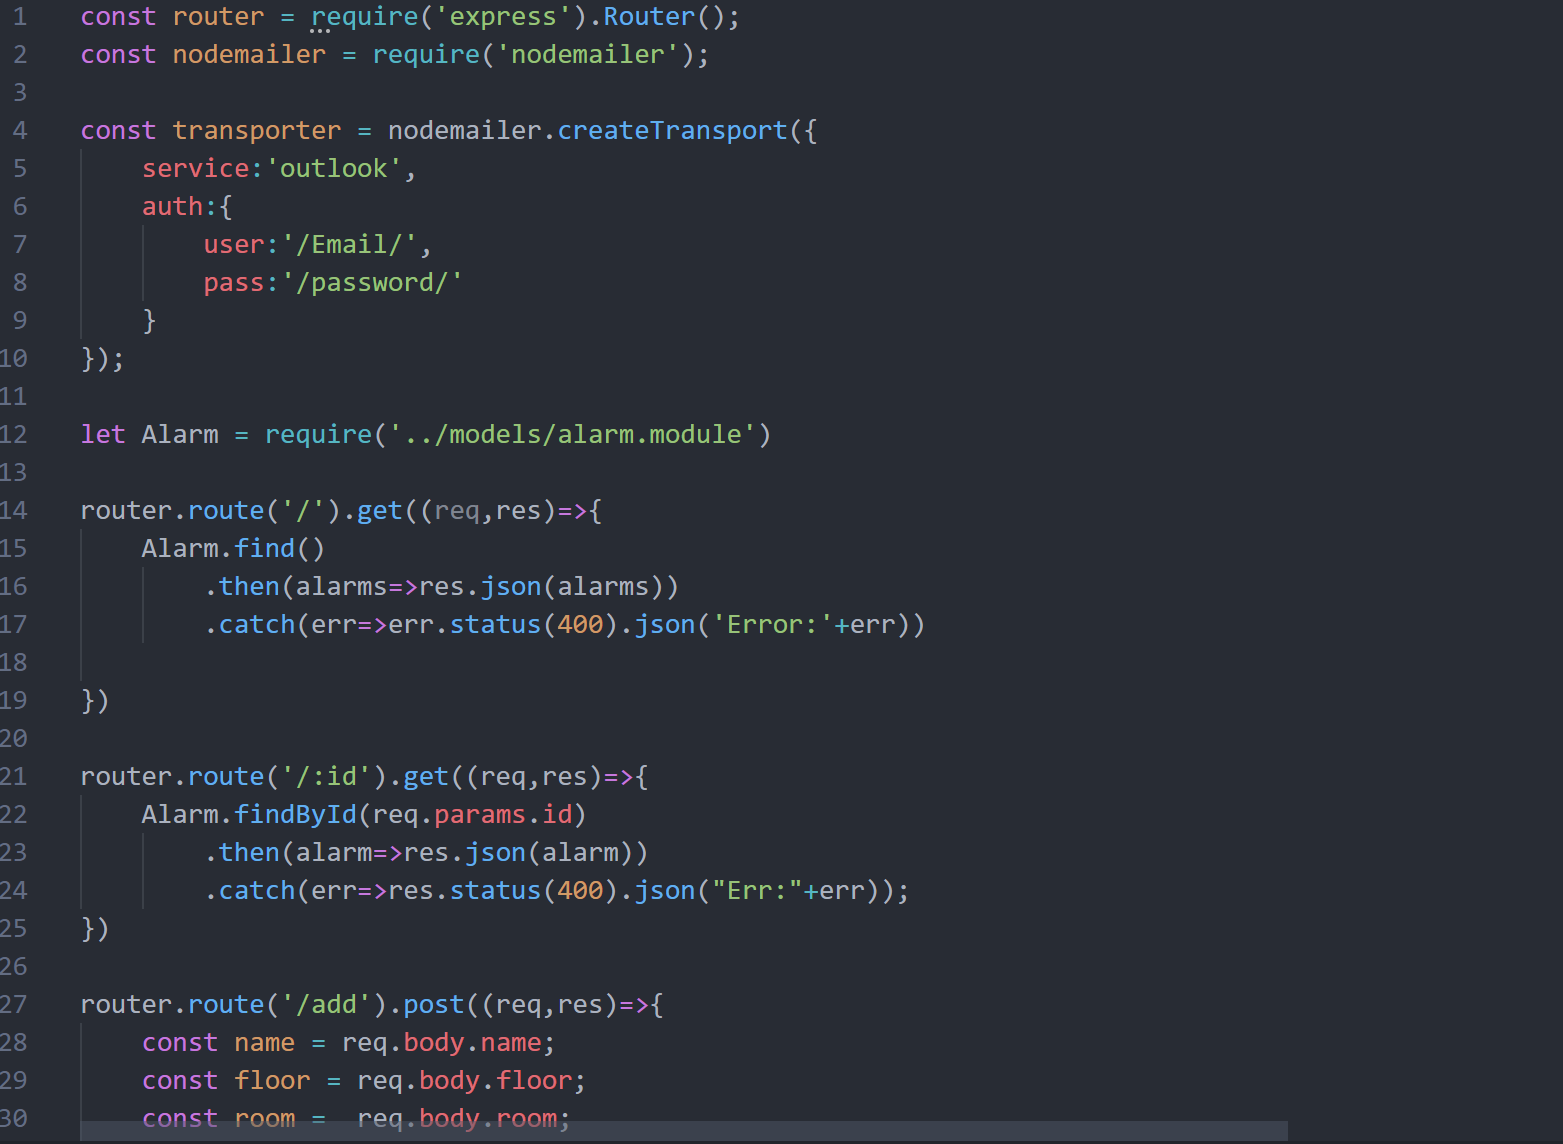 1 const router = require('express').Router();
2 const nodemailer = require('nodemailer');
3
4 const transporter = nodemailer.createTransport({
5     service:'outlook',
6     auth:{
7         user:'/Email/',
8         pass:'/password/'
9     }
10 });
11
12 let Alarm = require('../models/alarm.module')
13
14 router.route('/').get((req,res)=>{
15     Alarm.find()
16         .then(alarms=>res.json(alarms))
17         .catch(err=>err.status(400).json('Error:'+err))
18
19 })
20
21 router.route('/:id').get((req,res)=>{
22     Alarm.findById(req.params.id)
23         .then(alarm=>res.json(alarm))
24         .catch(err=>res.status(400).json("Err:"+err));
25 })
26
27 router.route('/add').post((req,res)=>{
28     const name = req.body.name;
29     const floor = req.body.floor;
30     const room =  req.body.room;